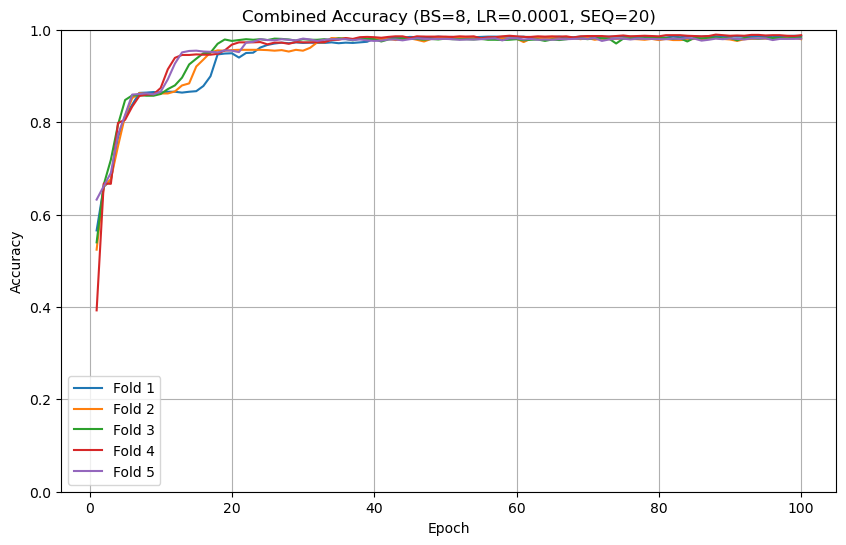 Combined Accuracy (BS=8, LR=0.0001, SEQ=20)
1.0
0.8
0.6
0.4
0.2
0.0
Accuracy
Fold 1
Fold 2
Fold 3
Fold 4
Fold 5
0 20 40 60 80 100
Epoch